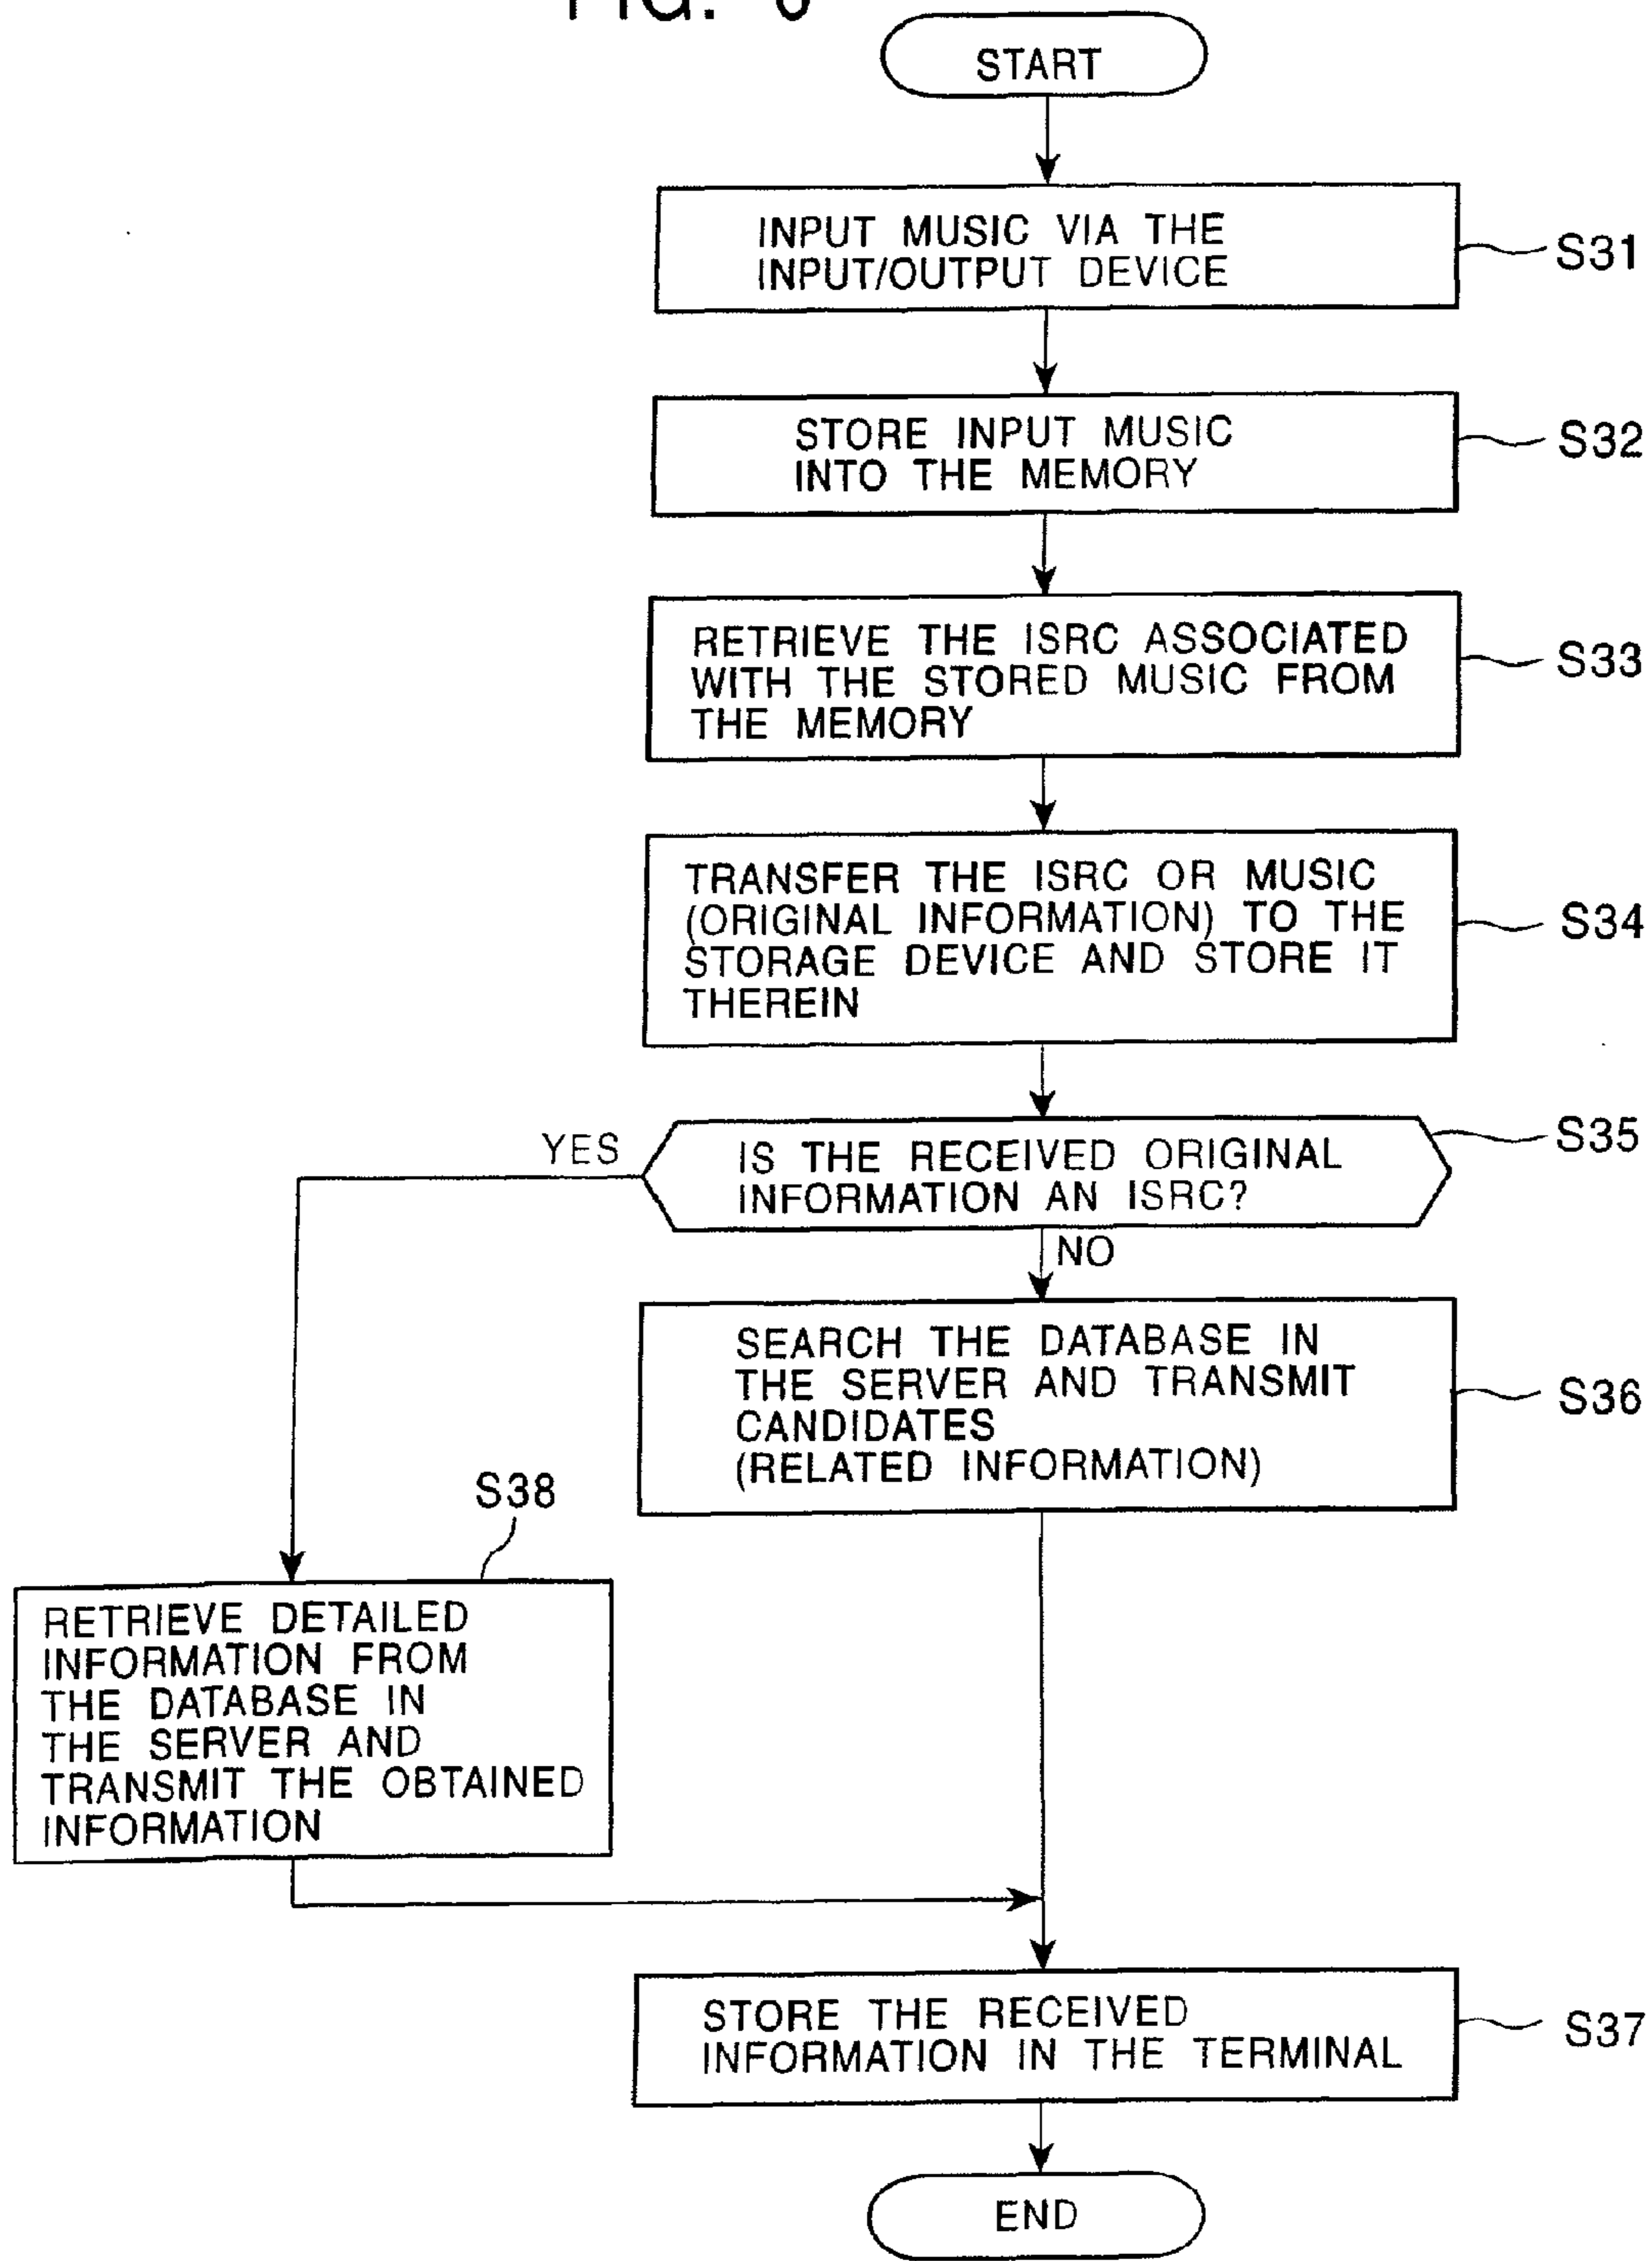 FIG.
START
INPUT MUSIC VIA THE
INPUT/OUTPUT DEVICE
S31
STORE INPUT MUSIC
INTO THE MEMORY
S32
RETRIEVE THE ISRC ASSOCIATED
WITH THE STORED MUSIC FROM
THE MEMORY
S33
TRANSFER THE ISRC OR MUSIC
(ORIGINAL INFORMATION) TO THE
STORAGE DEVICE AND STORE IT
THEREIN
S34
IS THE RECEIVED ORIGINAL
INFORMATION AN ISRC?
S35
YES
NO
SEARCH THE DATABASE IN
THE SERVER AND TRANSMIT
CANDIDATES
(RELATED INFORMATION)
S36
S38
RETRIEVE DETAILED
INFORMATION FROM
THE DATABASE IN
THE SERVER AND
TRANSMIT THE OBTAINED
INFORMATION
STORE THE RECEIVED
INFORMATION IN THE TERMINAL
S37
END